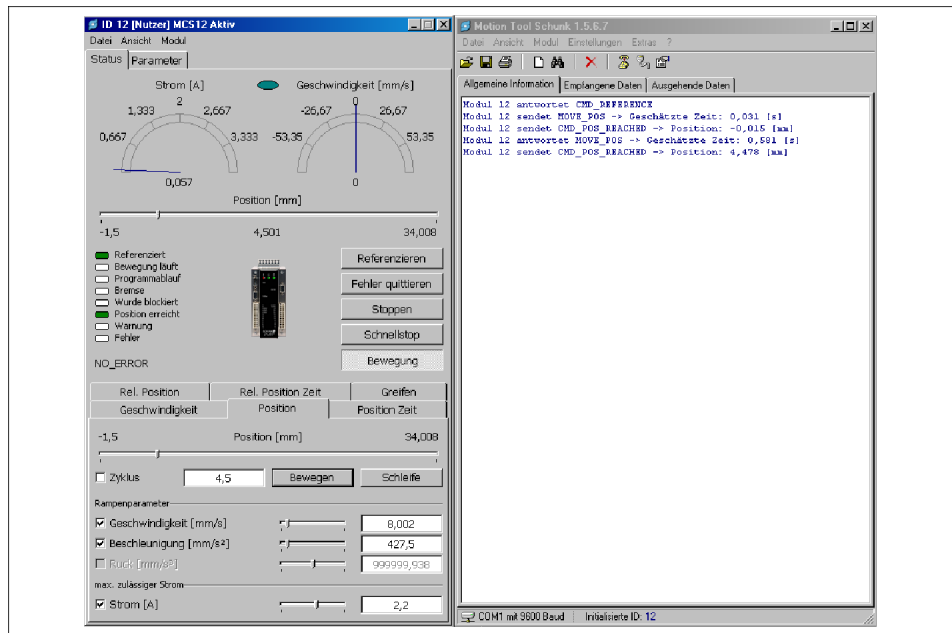 ID 12 [Nutzer] MCS12 Aktiv
Datei Ansicht Modul
Status Parameter
Strom [A] Geschwindigkeit [mm/s]
2 0
1,333 2,667 -26,67 26,67
0,667 3,333 -53,35 53,35
0,057 0
Position [mm]
-1,5 4,501 34,008
Referenziert
Bewegung läuft
Programmablauf
Bremse
Wurde blockiert
Position erreicht
Warnung
Fehler
NO_ERROR
Referenzieren
Fehler quittieren
Stoppen
Schnellstop
Bewegung
Rel. Position Rel. Position Zeit Greifen
Geschwindigkeit Position Position Zeit
-1,5 Position [mm] 34,008
Zyklus 4,5 Bewegen Schleife
Rampenparameter
Geschwindigkeit [mm/s] 8,002
Beschleunigung [mm/s²] 427,5
Ruck [mm/s³] 999999,938
max. zulässiger Strom
Strom [A] 2,2
Motion Tool Schunk 1.5.6.7
Datei Ansicht Modul Einstellungen Extras ?
Allgemeine Information Empfangene Daten Ausgehende Daten
Modul 12 antwortet CMD_REFERENCE
Modul 12 sendet MOVE_POS -> Geschätzte Zeit: 0,031 [s]
Modul 12 sendet CMD_POS_REACHED -> Position: -0,015 [mm]
Modul 12 antwortet MOVE_POS -> Geschätzte Zeit: 0,581 [s]
Modul 12 sendet CMD_POS_REACHED -> Position: 4,478 [mm]
COM1 mit 9600 Baud Initialisierte ID: 12